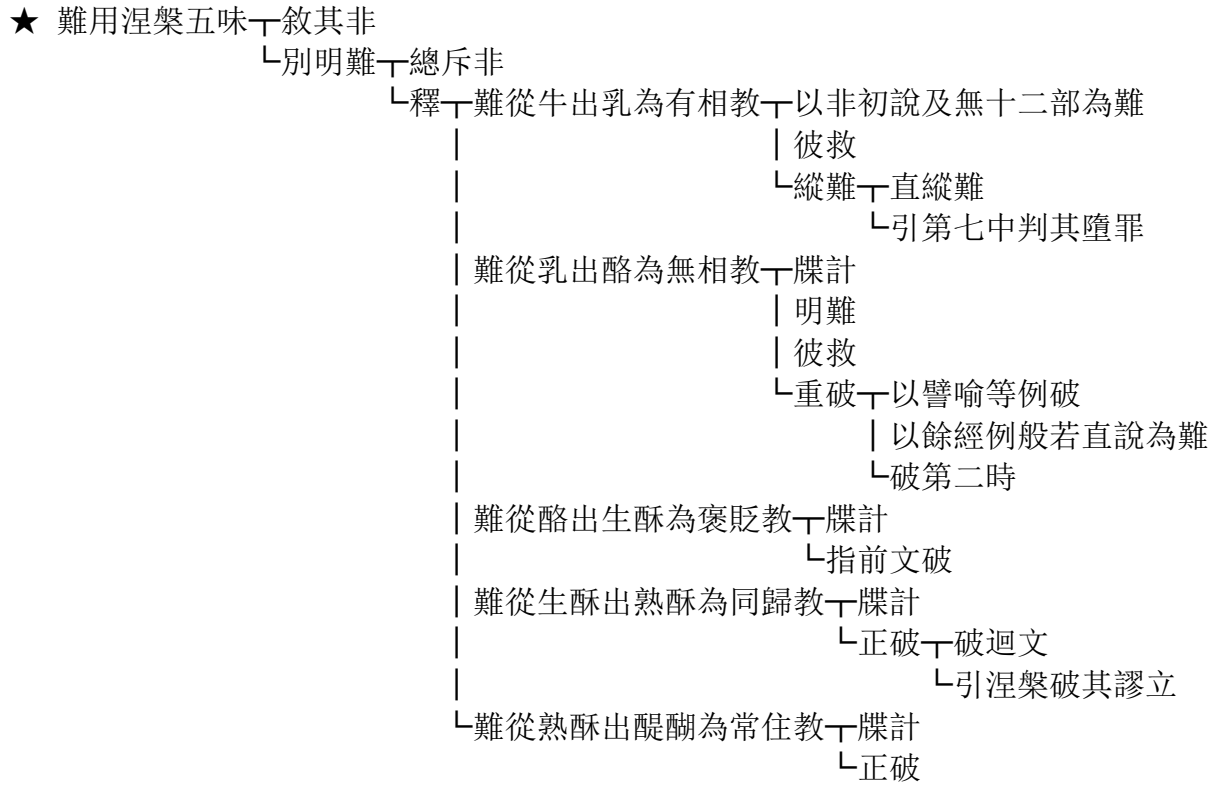 ★ 難用涅槃五味┬敘其非
└別明難┬總斥非
└釋┬難從牛出乳為有相教┬以非初說及無十二部為難
│ │彼救
│ └縱難┬直縱難
│ └引第七中判其墮罪
│難從乳出酪為無相教┬牒計
│ │明難
│ │彼救
│ └重破┬以譬喻等例破
│ │以餘經例般若直說為難
│ └破第二時
│難從酪出生酥為褒貶教┬牒計
│ └指前文破
│難從生酥出熟酥為同歸教┬牒計
│ └正破┬破迴文
│ └引涅槃破其謬立
└難從熟酥出醍醐為常住教┬牒計
└正破